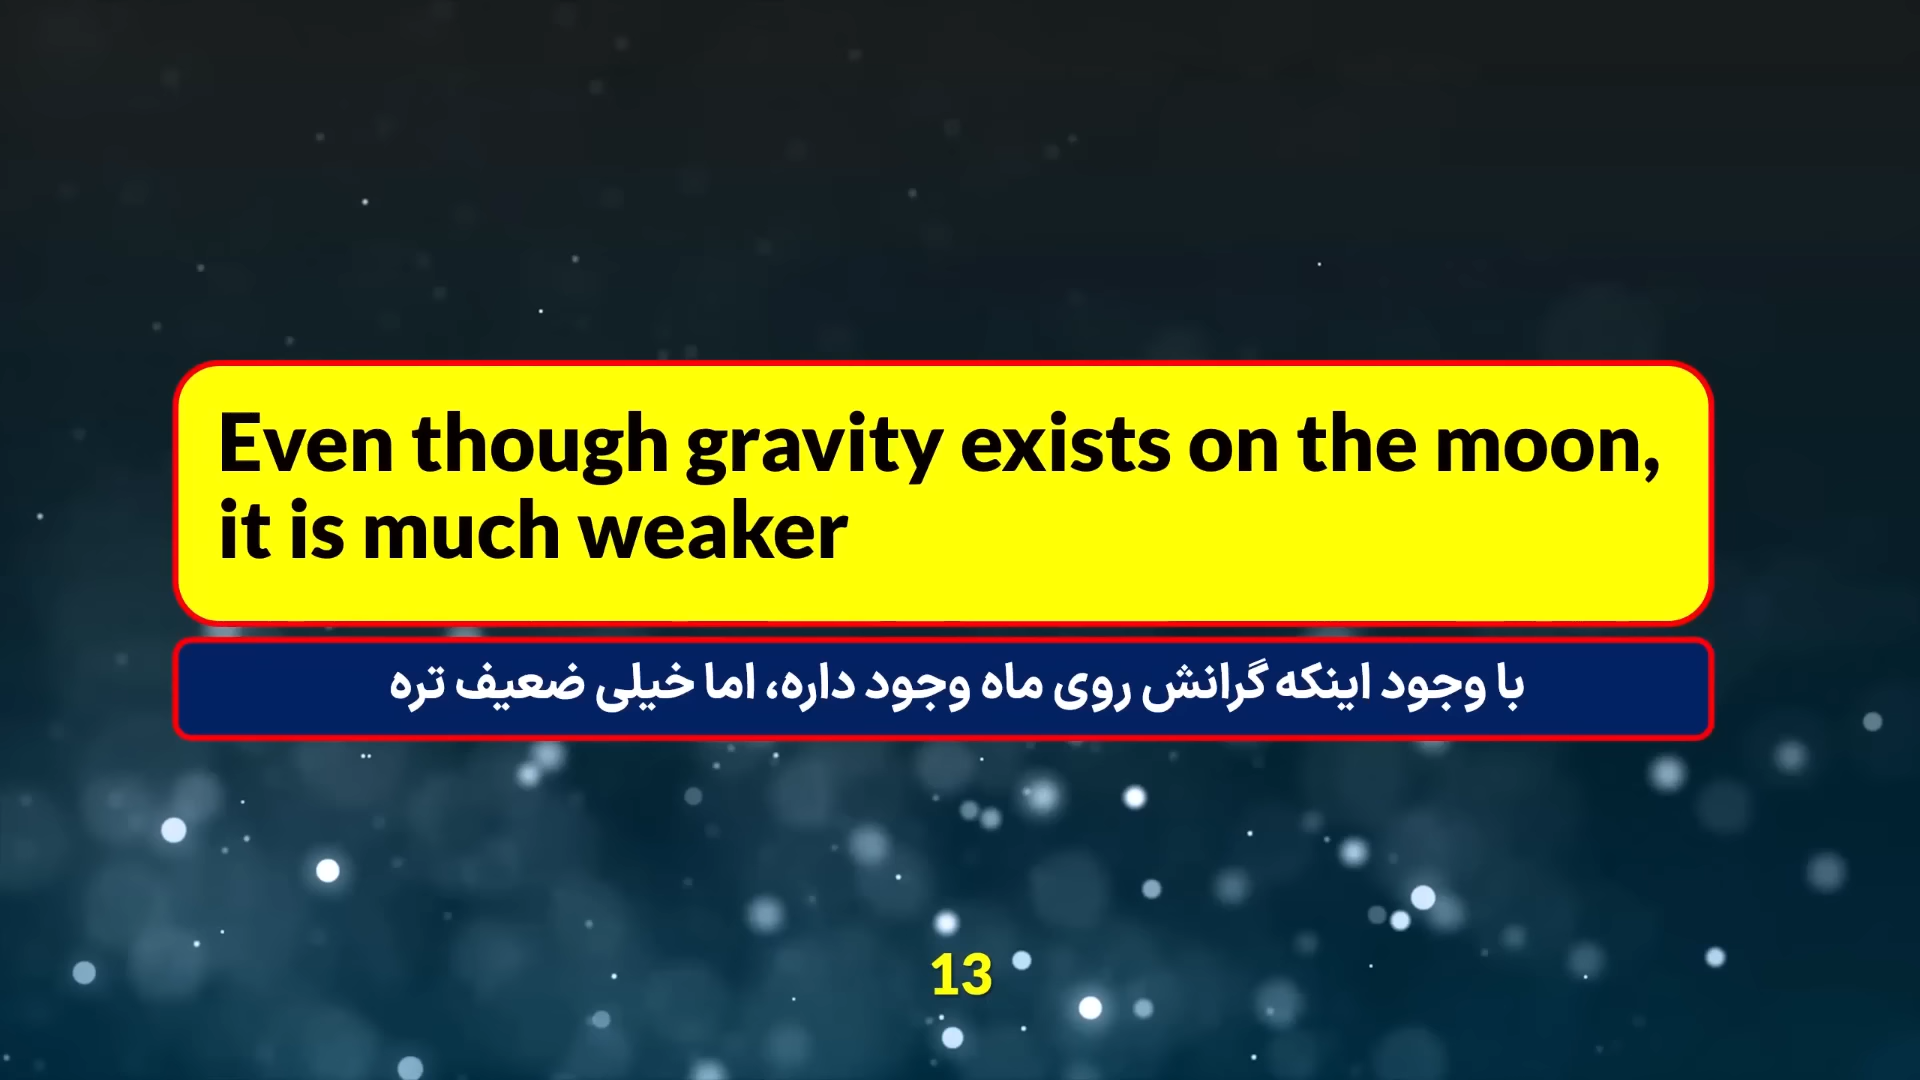 Even though gravity exists on the moon,
it is much weaker
با وجود اینکه گرانش روی ماه وجود داره، اما خیلی ضعیف تره
13